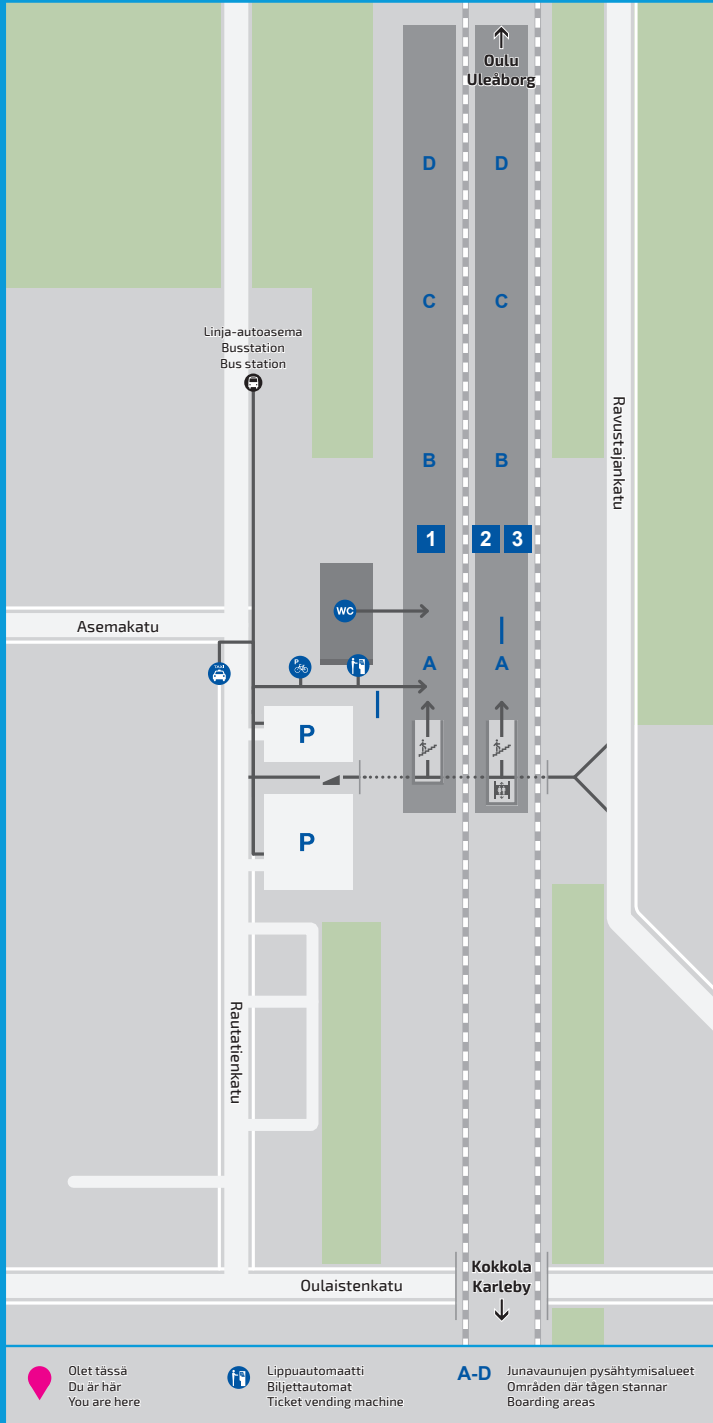 Oulu
Uleåborg
D
D
C
C
Linja-autoasema
Busstation
Bus station
Ravustajankatu
B
B
1
2
3
WC
Asemakatu
A
A
taxi
P
P
P
Rautatienkatu
Kokkola
Karleby
Oulaistenkatu
Olet tässä
Du är här
You are here
Lippuautomaatti
Biljettautomat
Ticket vending machine
A-D
Junavaunujen pysähtymisalueet
Områden där tågen stannar
Boarding areas